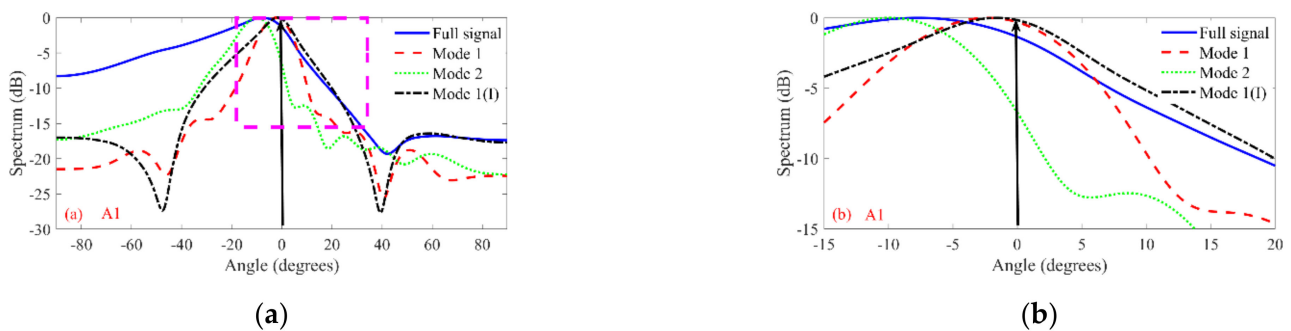 0
-5
-10
-15
-20
-25
-30
Spectrum (dB)
Full signal
Mode 1
Mode 2
Mode 1(I)
(a) A1
-80 -60 -40 -20 0 20 40 60 80
Angle (degrees)
(a)
0
-5
-10
-15
Spectrum (dB)
Full signal
Mode 1
Mode 2
Mode 1(I)
(b) A1
-15 -10 -5 0 5 10 15 20
Angle (degrees)
(b)